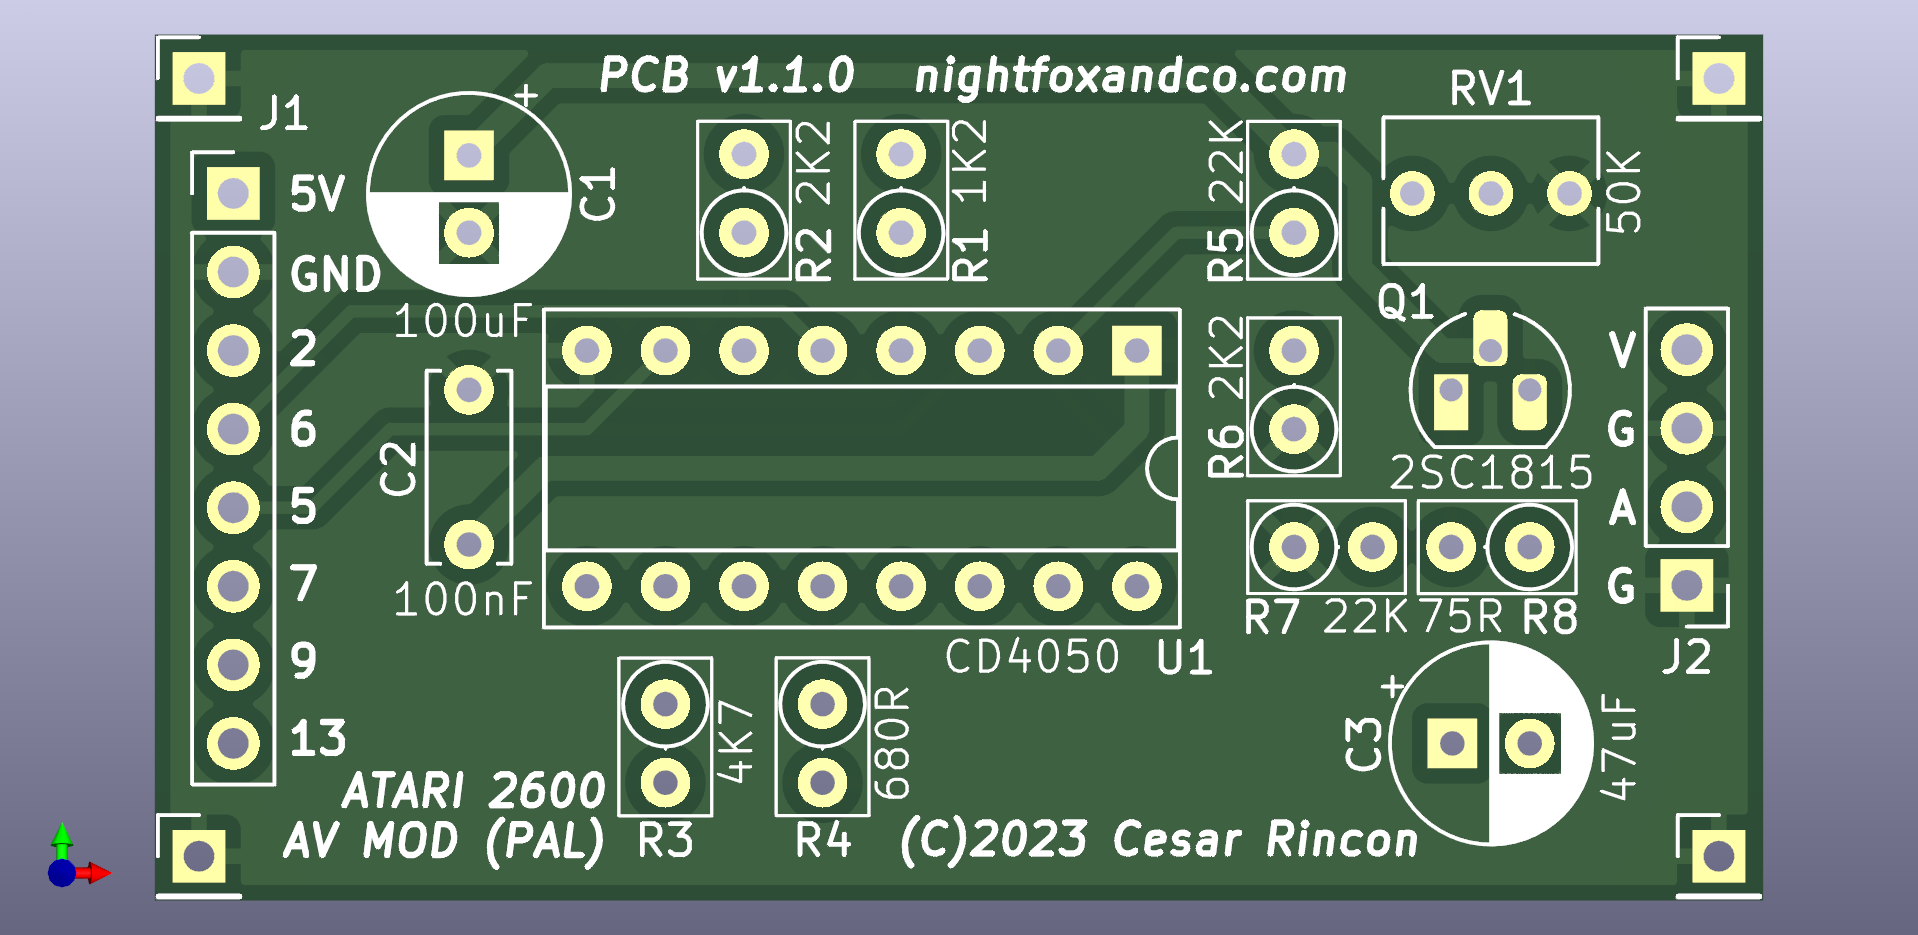 PCB v1.1.0 nightfoxandco.com
J1
5V
GND
2
6
5
7
9
13
+
C1
100uF
C2
100nF
R2 2K2
R1 1K2
R5 22K
RV1
50K
R6 2K2
Q1
2SC1815
V
G
A
G
J2
R7 22K
75R R8
CD4050 U1
R3
4K7
R4
680R
+
C3
47uF
ATARI 2600
AV MOD (PAL)
(C)2023 Cesar Rincon